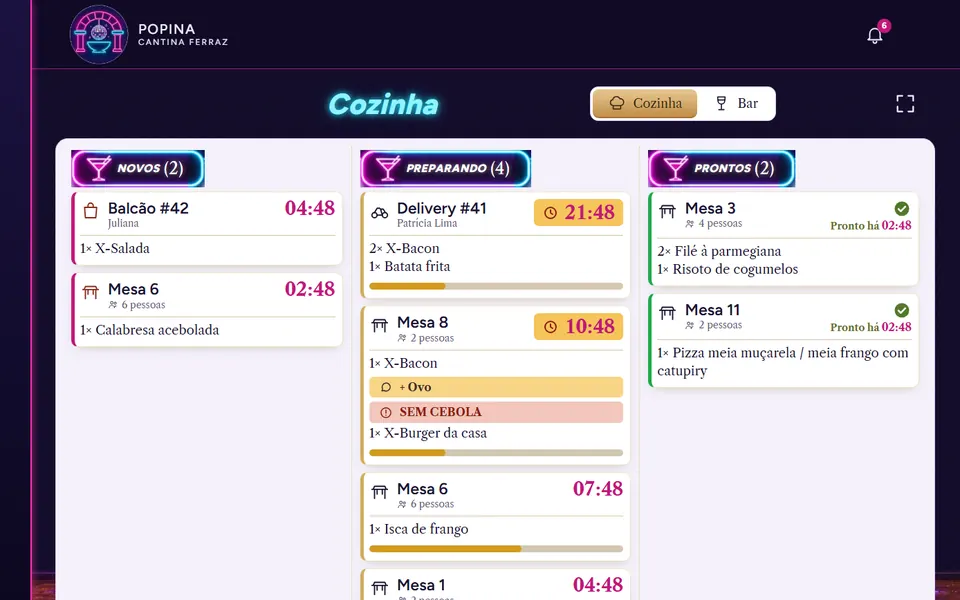 POPINA
CANTINA FERRAZ
6
Cozinha
Cozinha
Bar
NOVOS (2)
Balcão #42
04:48
Juliana
1× X-Salada
Mesa 6
02:48
6 pessoas
1× Calabresa acebolada
PREPARANDO (4)
Delivery #41
21:48
Patrícia Lima
2× X-Bacon
1× Batata frita
Mesa 8
10:48
2 pessoas
1× X-Bacon
+ Ovo
SEM CEBOLA
1× X-Burger da casa
Mesa 6
07:48
6 pessoas
1× Isca de frango
Mesa 1
04:48
PRONTOS (2)
Mesa 3
4 pessoas
Pronto há 02:48
2× Filé à parmegiana
1× Risoto de cogumelos
Mesa 11
2 pessoas
Pronto há 02:48
1× Pizza meia muçarela / meia frango com
catupiry